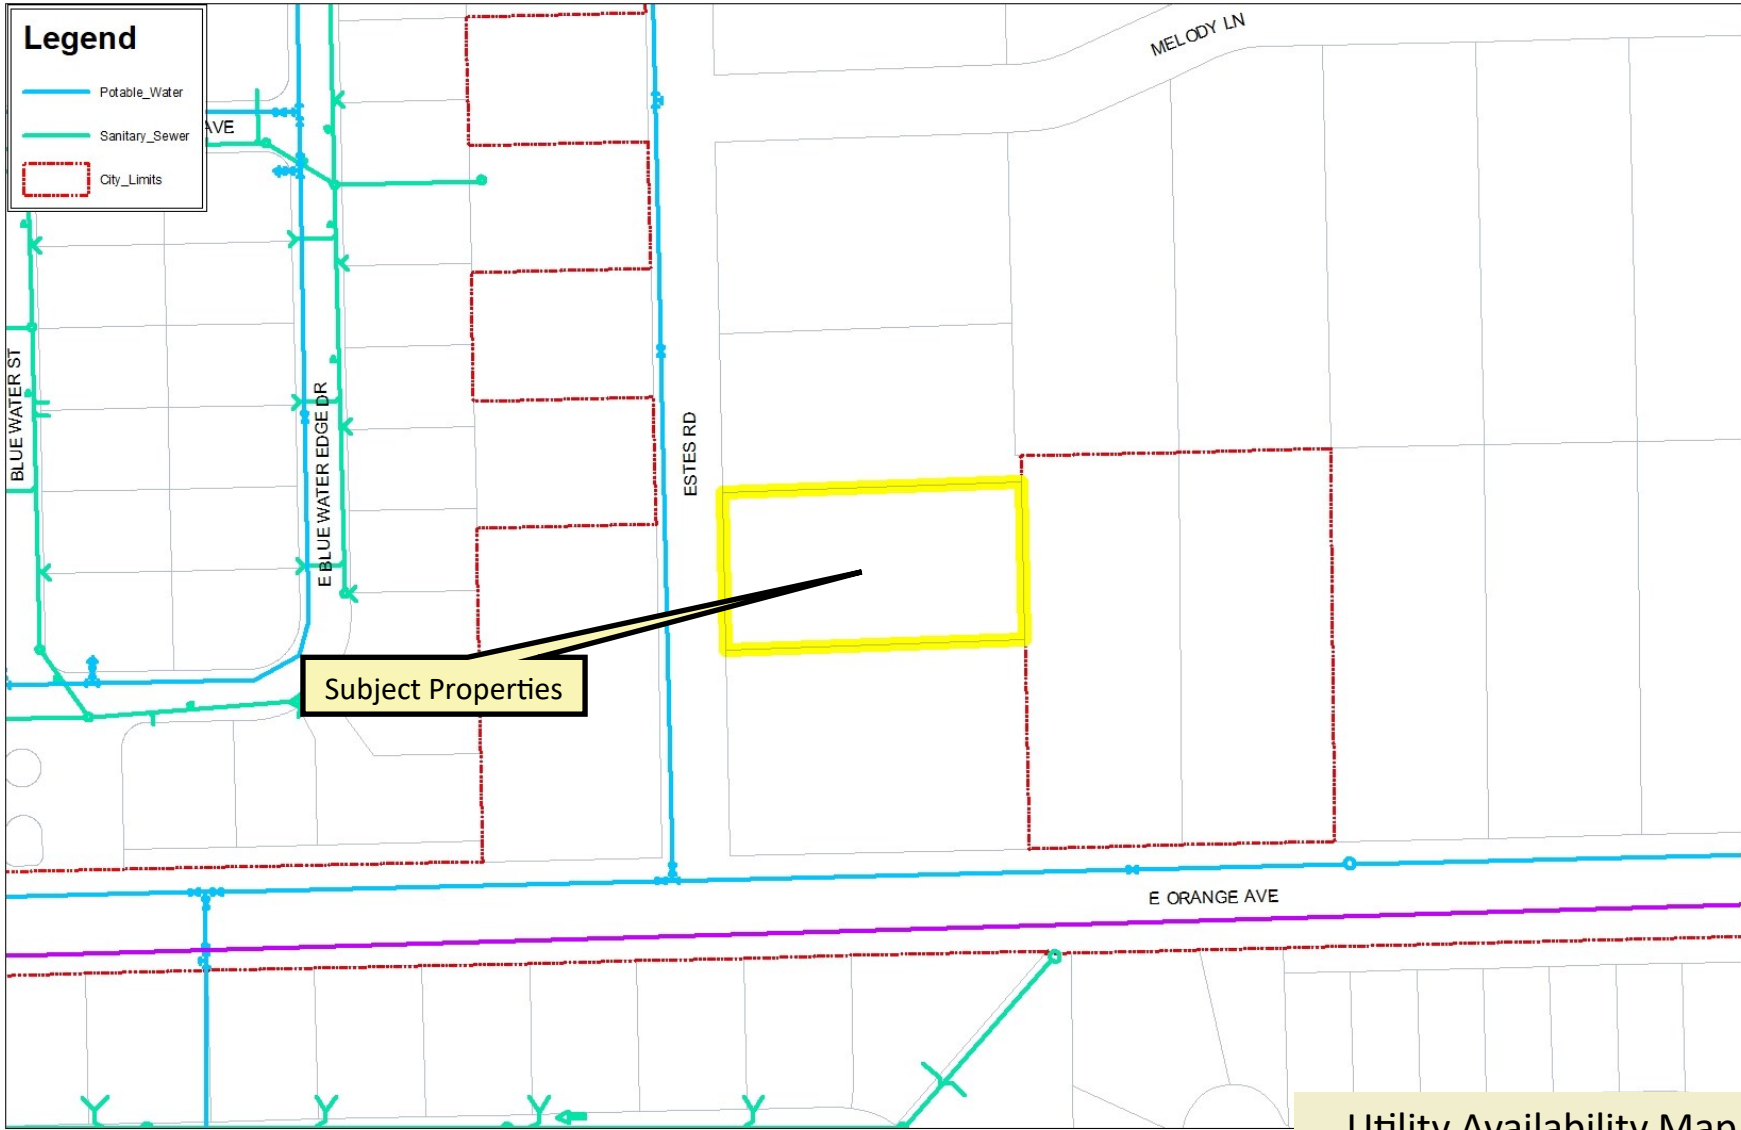 Legend
Potable_Water
Sanitary_Sewer
City_Limits
AVE
MELODY LN
BLUE WATER ST
E BLUE WATER EDGE DR
ESTES RD
Subject Properties
E ORANGE AVE
Utility Availability Map